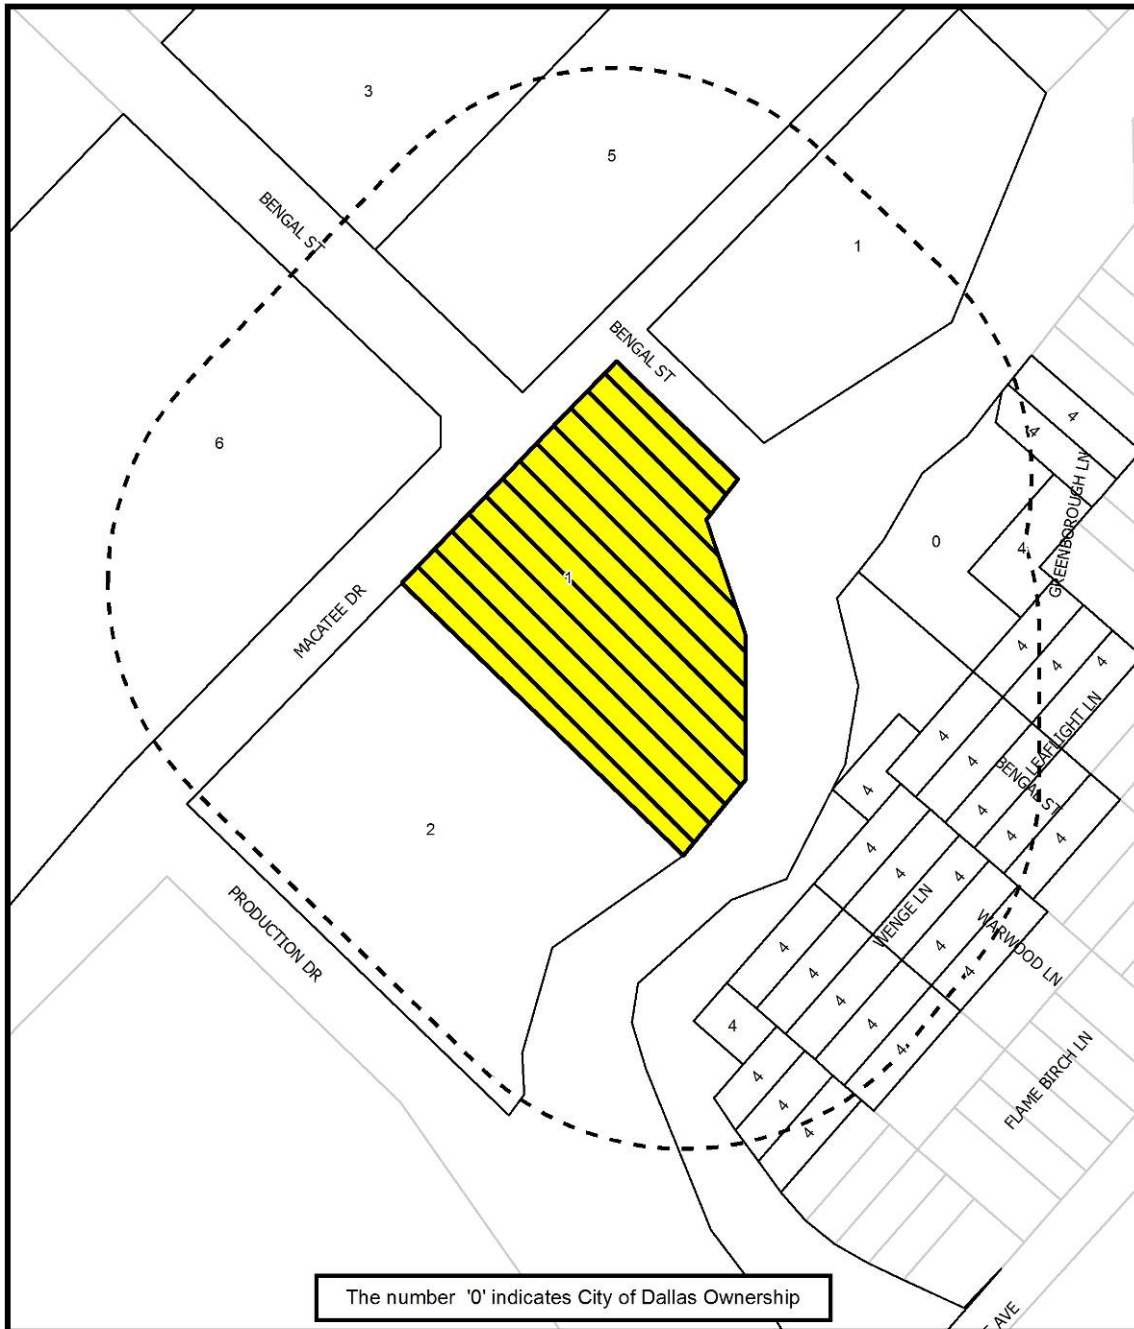 3
5
BENGAL ST
1
BENGAL ST
6
4
4
GREENBOROUGH LN
0
4
1
MACATEE DR
4
4
4
LEAFLIGHT LN
4
4
BENGAL ST
4
4
4
4
2
4
4
4
WENGE LN
WARWOOD LN
PRODUCTION DR
4
4
4
4
4
4
4
4
FLAME BIRCH LN
4
4
4
The number '0' indicates City of Dallas Ownership
AVE